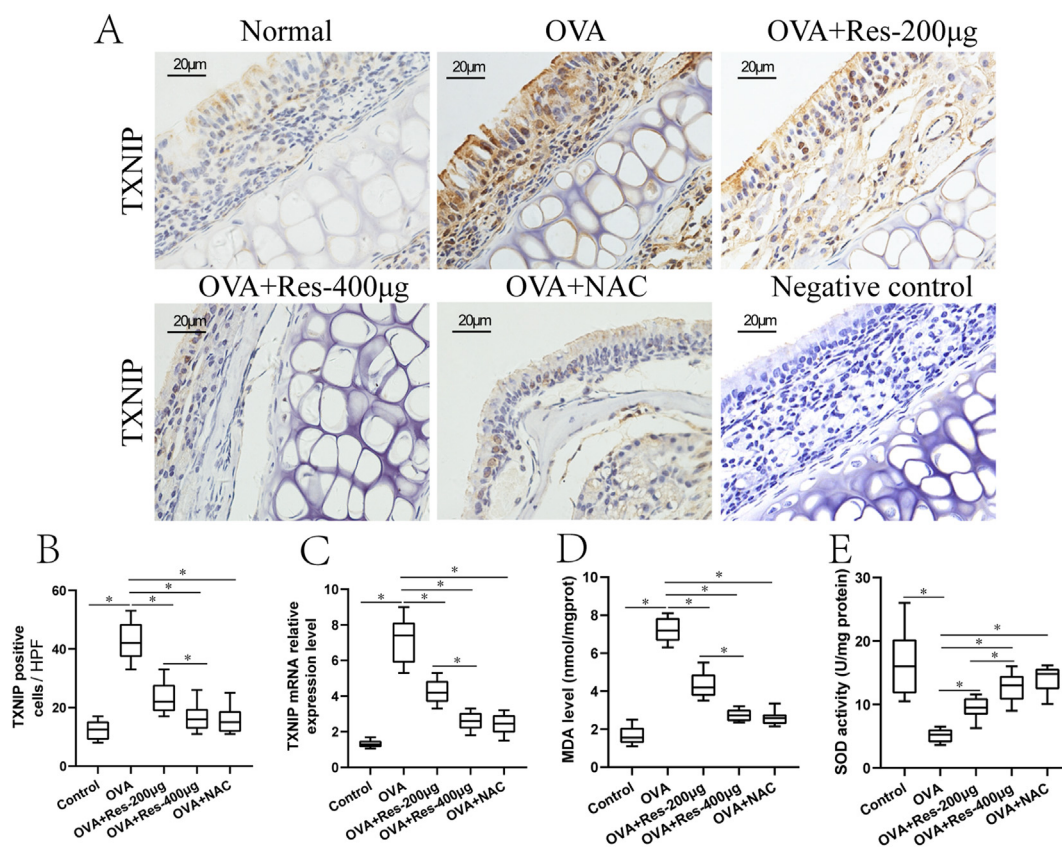 A
Normal
OVA
OVA+Res-200μg
TXNIP
20μm
20μm
20μm
OVA+Res-400μg
OVA+NAC
Negative control
TXNIP
20μm
20μm
20μm
B
TXNIP positive
cells / HPF
60
40
20
0
*
*
*
*
*
Control
OVA
OVA+Res-200μg
OVA+Res-400μg
OVA+NAC
C
TXNIP mRNA relative
expression level
10
8
6
4
2
0
*
*
*
*
*
Control
OVA
OVA+Res-200μg
OVA+Res-400μg
OVA+NAC
D
MDA level (nmol/mgprot)
10
8
6
4
2
0
*
*
*
*
*
Control
OVA
OVA+Res-200μg
OVA+Res-400μg
OVA+NAC
E
SOD activity (U/mg protein)
30
20
10
0
*
*
*
*
*
Control
OVA
OVA+Res-200μg
OVA+Res-400μg
OVA+NAC